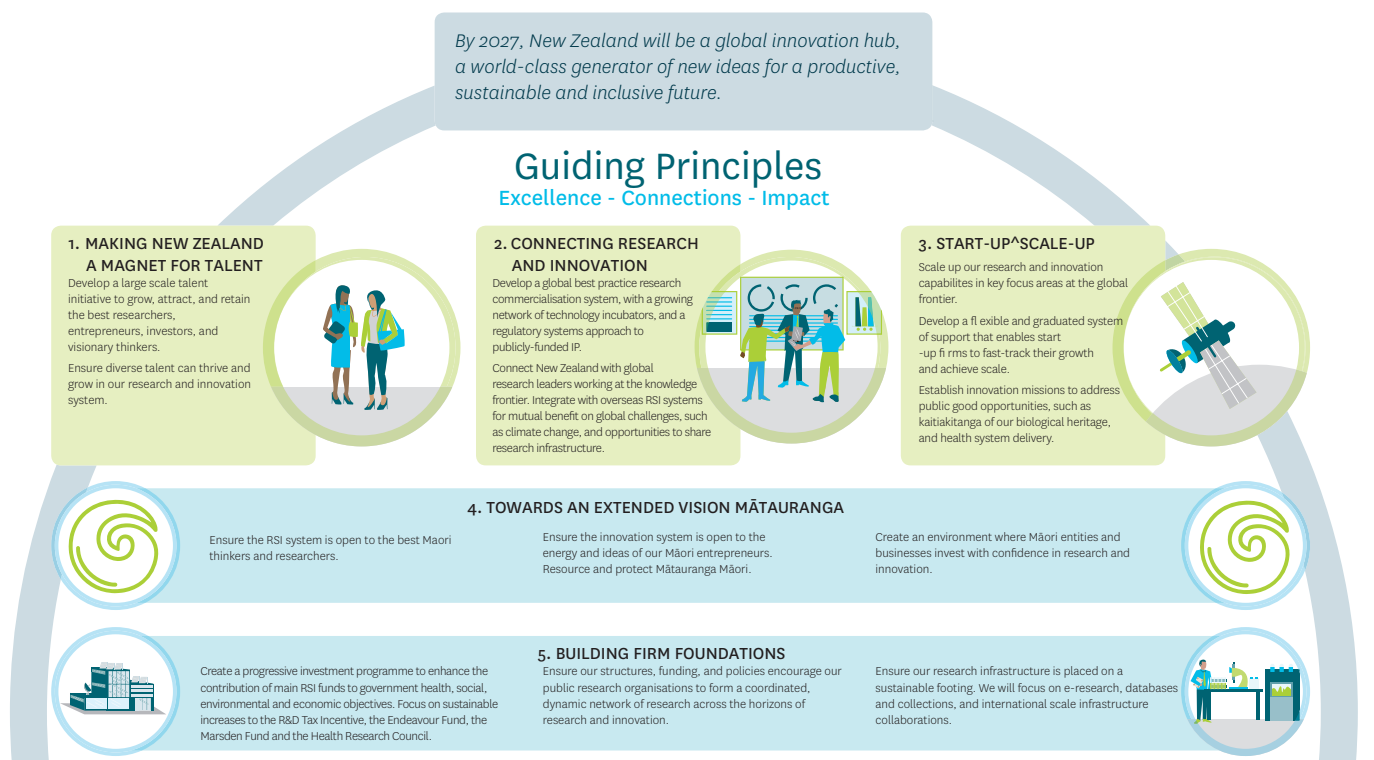 By 2027, New Zealand will be a global innovation hub,
a world-class generator of new ideas for a productive,
sustainable and inclusive future.
Guiding Principles
Excellence - Connections - Impact
1. MAKING NEW ZEALAND
A MAGNET FOR TALENT
Develop a large scale talent
initiative to grow, attract, and retain
the best researchers,
entrepreneurs, investors, and
visionary thinkers.
Ensure diverse talent can thrive and
grow in our research and innovation
system.
2. CONNECTING RESEARCH
AND INNOVATION
Develop a global best practice research
commercialisation system, with a growing
network of technology incubators, and a
regulatory systems approach to
publicly-funded IP.
Connect New Zealand with global
research leaders working at the knowledge
frontier. Integrate with overseas RSI systems
for mutual benefit on global challenges, such
as climate change, and opportunities to share
research infrastructure.
3. START-UP^SCALE-UP
Scale up our research and innovation
capabilites in key focus areas at the global
frontier.
Develop a fl exible and graduated system
of support that enables start
-up fi rms to fast-track their growth
and achieve scale.
Establish innovation missions to address
public good opportunities, such as
kaitiakitanga of our biological heritage,
and health system delivery.
4. TOWARDS AN EXTENDED VISION MĀTAURANGA
Ensure the RSI system is open to the best Maori
thinkers and researchers.
Ensure the innovation system is open to the
energy and ideas of our Māori entrepreneurs.
Resource and protect Mātauranga Māori.
Create an environment where Māori entities and
businesses invest with confidence in research and
innovation.
5. BUILDING FIRM FOUNDATIONS
Create a progressive investment programme to enhance the
contribution of main RSI funds to government health, social,
environmental and economic objectives. Focus on sustainable
increases to the R&D Tax Incentive, the Endeavour Fund, the
Marsden Fund and the Health Research Council.
Ensure our structures, funding, and policies encourage our
public research organisations to form a coordinated,
dynamic network of research across the horizons of
research and innovation.
Ensure our research infrastructure is placed on a
sustainable footing. We will focus on e-research, databases
and collections, and international scale infrastructure
collaborations.